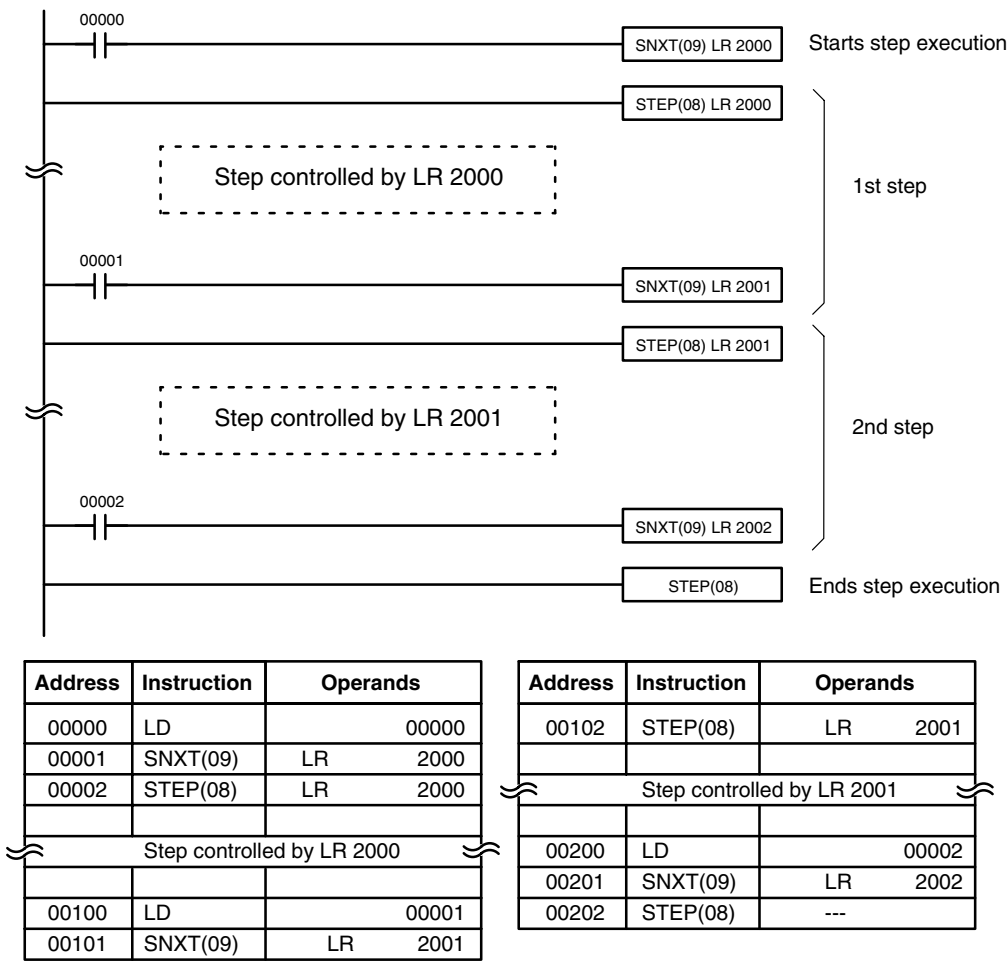 00000
SNXT(09) LR 2000 Starts step execution
STEP(08) LR 2000
Step controlled by LR 2000
1st step
00001
SNXT(09) LR 2001
STEP(08) LR 2001
Step controlled by LR 2001
2nd step
00002
SNXT(09) LR 2002
STEP(08) Ends step execution
Address Instruction Operands
00000 LD 00000
00001 SNXT(09) LR 2000
00002 STEP(08) LR 2000
Step controlled by LR 2000
00100 LD 00001
00101 SNXT(09) LR 2001
Address Instruction Operands
00102 STEP(08) LR 2001
Step controlled by LR 2001
00200 LD 00002
00201 SNXT(09) LR 2002
00202 STEP(08) ---